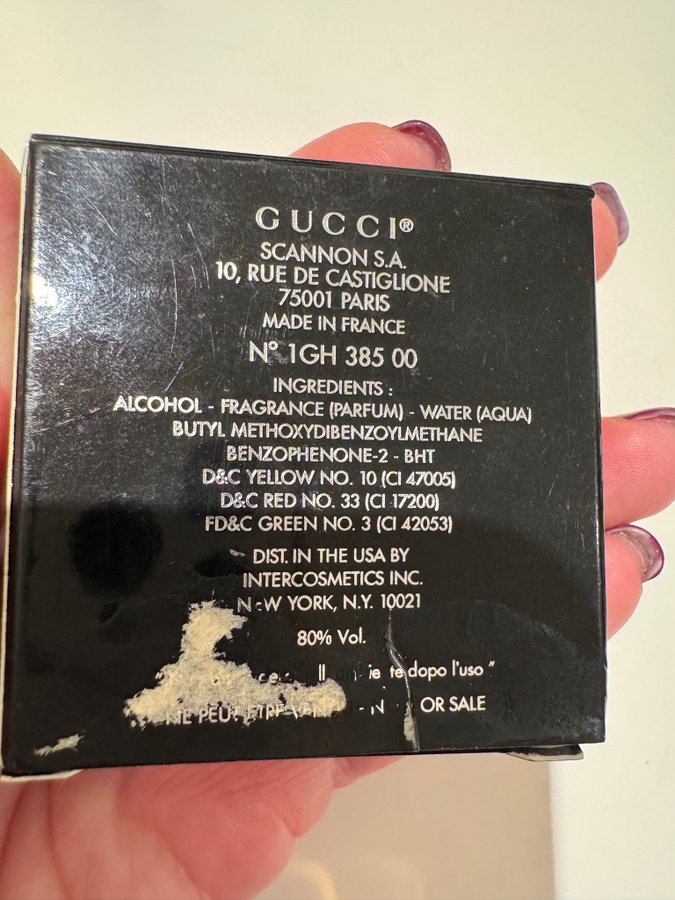 GUCCI®
SCANNON S.A.
10, RUE DE CASTIGLIONE
75001 PARIS
MADE IN FRANCE
N° 1GH 385 00
INGREDIENTS :
ALCOHOL - FRAGRANCE (PARFUM) - WATER (AQUA)
BUTYL METHOXYDIBENZOYLMETHANE
BENZOPHENONE-2 - BHT
D&C YELLOW NO. 10 (CI 47005)
D&C RED NO. 33 (CI 17200)
FD&C GREEN NO. 3 (CI 42053)
DIST. IN THE USA BY
INTERCOSMETICS INC.
NEW YORK, N.Y. 10021
80% Vol.
dopo l'uso"
NE PEUT ETRE - OR SALE